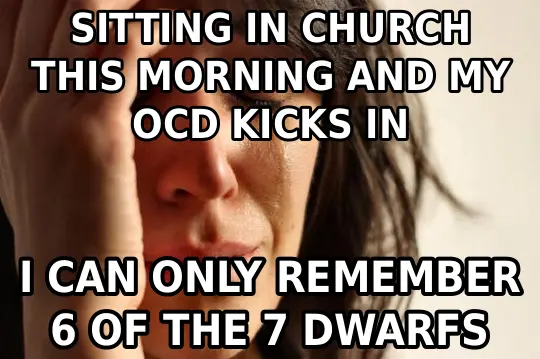 SITTING IN CHURCH
THIS MORNING AND MY
OCD KICKS IN
I CAN ONLY REMEMBER
6 OF THE 7 DWARFS